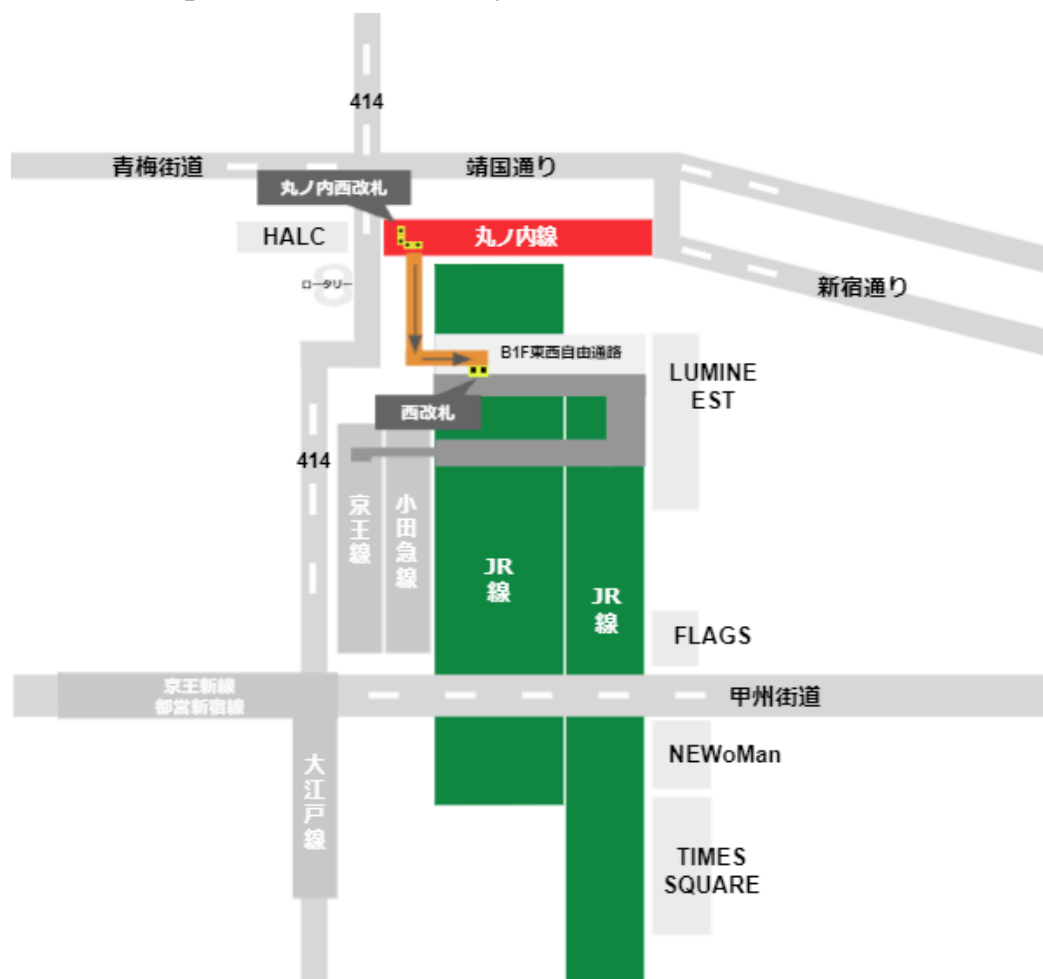 414
青梅街道
靖国通り
丸ノ内西改札
HALC
丸ノ内線
ロータリー
新宿通り
B1F東西自由通路
LUMINE
EST
西改札
414
京王線
小田急線
JR
線
JR
線
FLAGS
京王新線
都営新宿線
甲州街道
NEWoMan
大江戸線
TIMES
SQUARE